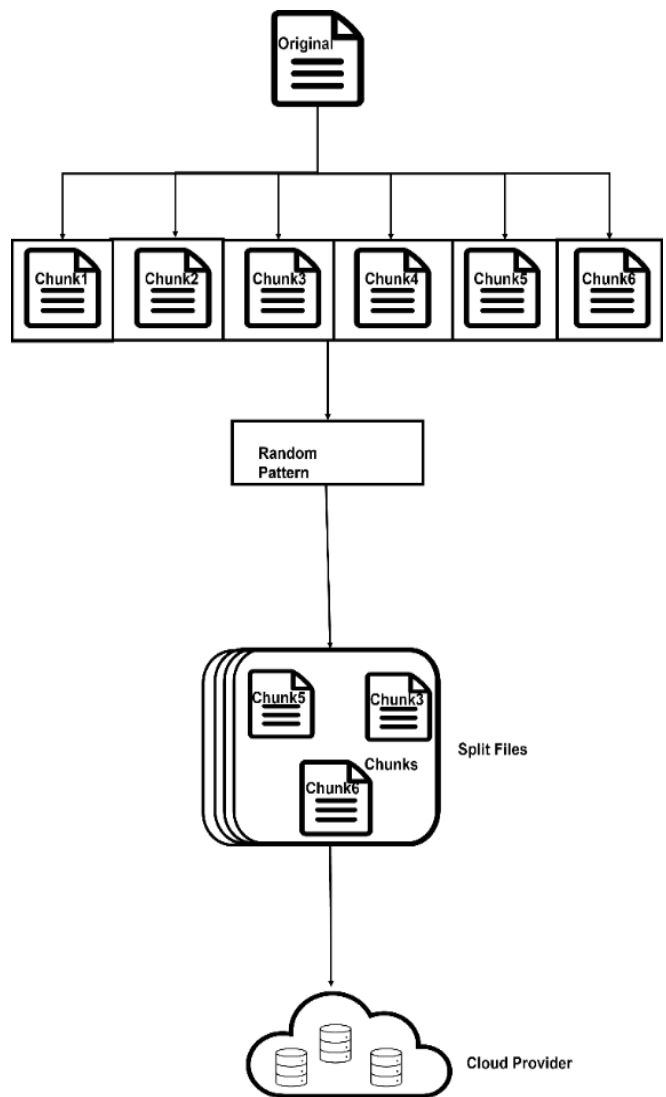 Original
Chunk1
Chunk2
Chunk3
Chunk4
Chunk5
Chunk6
Random
Pattern
Chunk5
Chunk3
Split Files
Chunks
Chunk6
Cloud Provider